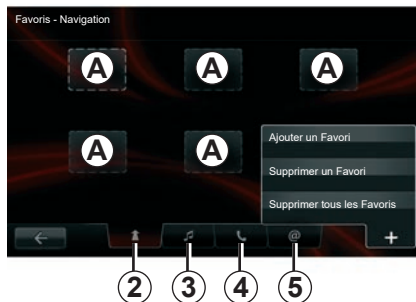 Favoris - Navigation
A A A
A A
Ajouter un Favori
Supprimer un Favori
Supprimer tous les Favoris
@ +
2 3 4 5